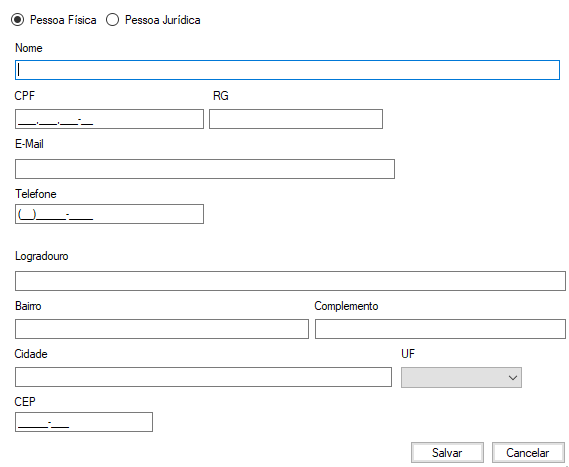 Pessoa Física Pessoa Jurídica
Nome
CPF RG
___.___.___-__
E-Mail
Telefone
(__)_____-____
Logradouro
Bairro Complemento
Cidade UF
CEP
_____-___
Salvar Cancelar